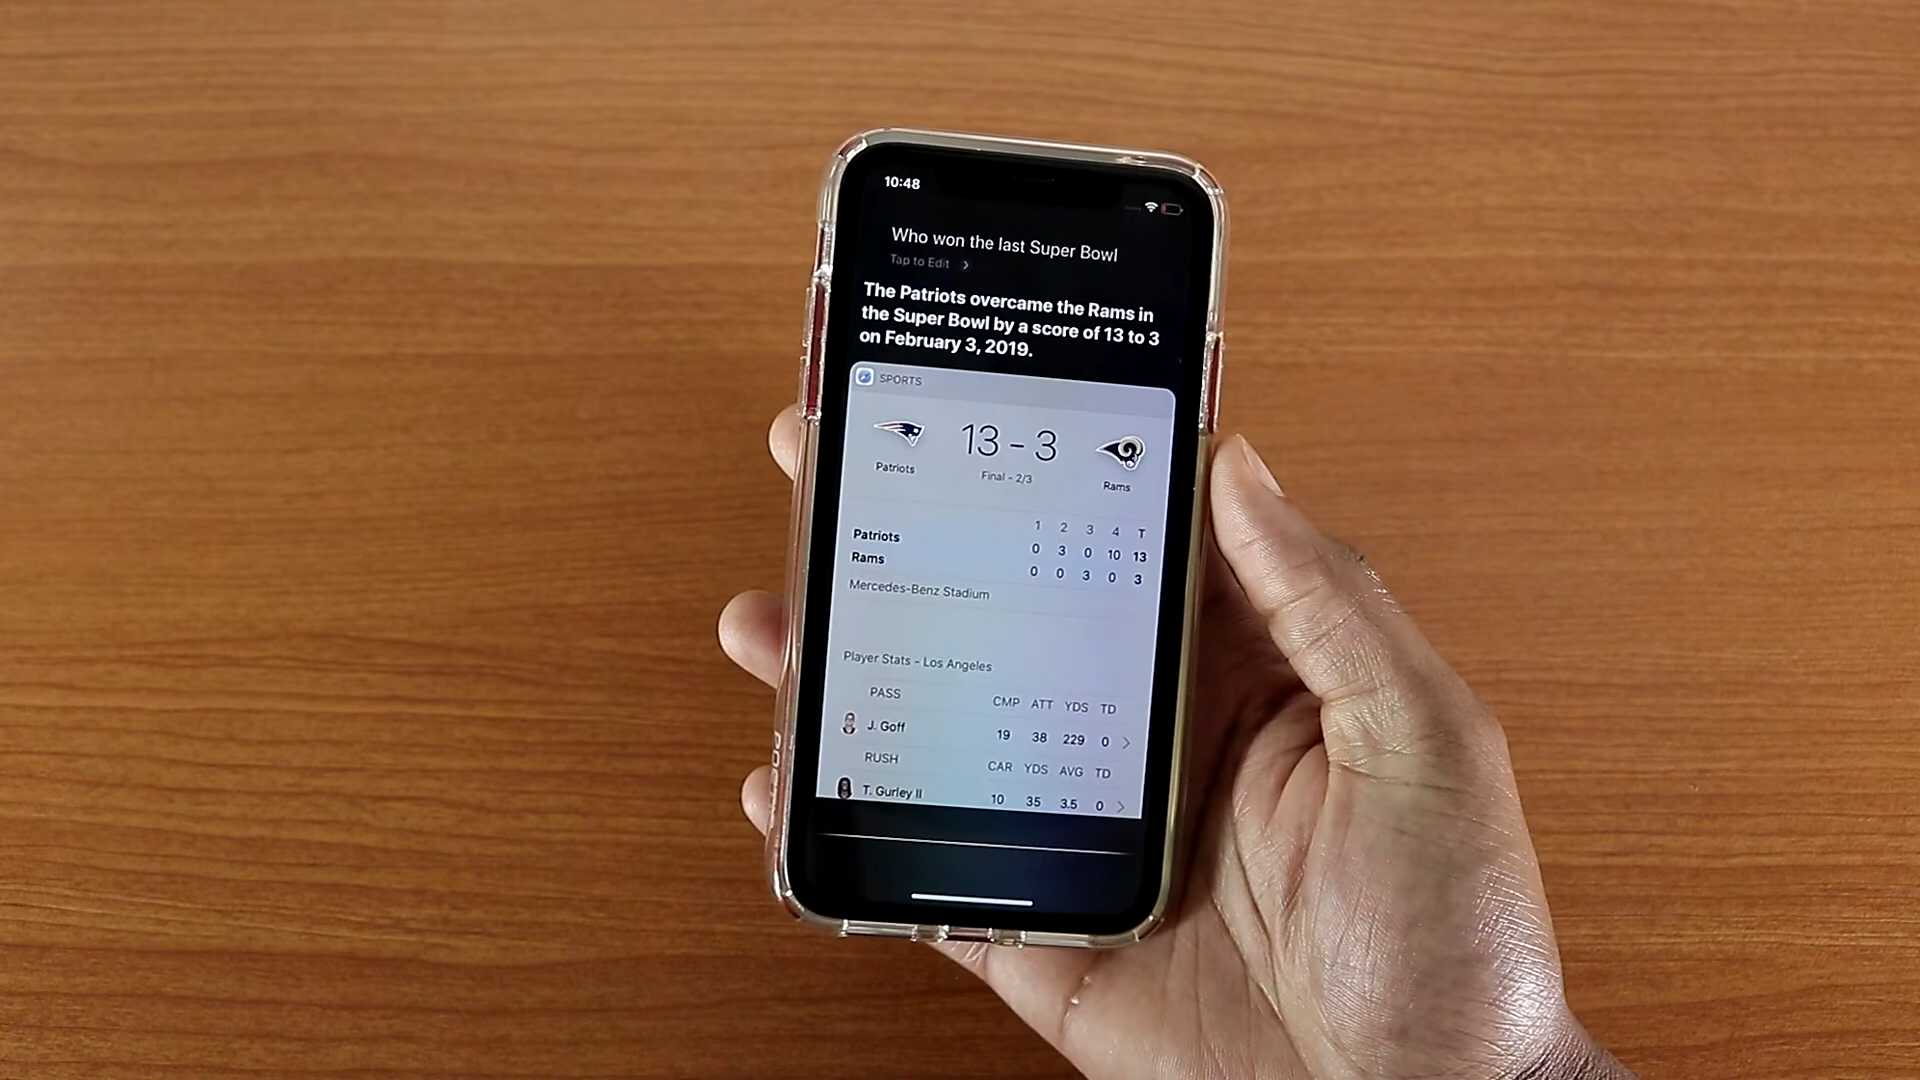 10:48
Who won the last Super Bowl
Tap to Edit
The Patriots overcame the Rams in
the Super Bowl by a score of 13 to 3
on February 3, 2019.
SPORTS
13 - 3
Patriots
Final - 2/3
Rams
1 2 3 4 T
Patriots 0 3 0 10 13
Rams 0 0 3 0 3
Mercedes-Benz Stadium
Player Stats - Los Angeles
PASS CMP ATT YDS TD
J. Goff 19 38 229 0
RUSH CAR YDS AVG TD
T. Gurley II 10 35 3.5 0